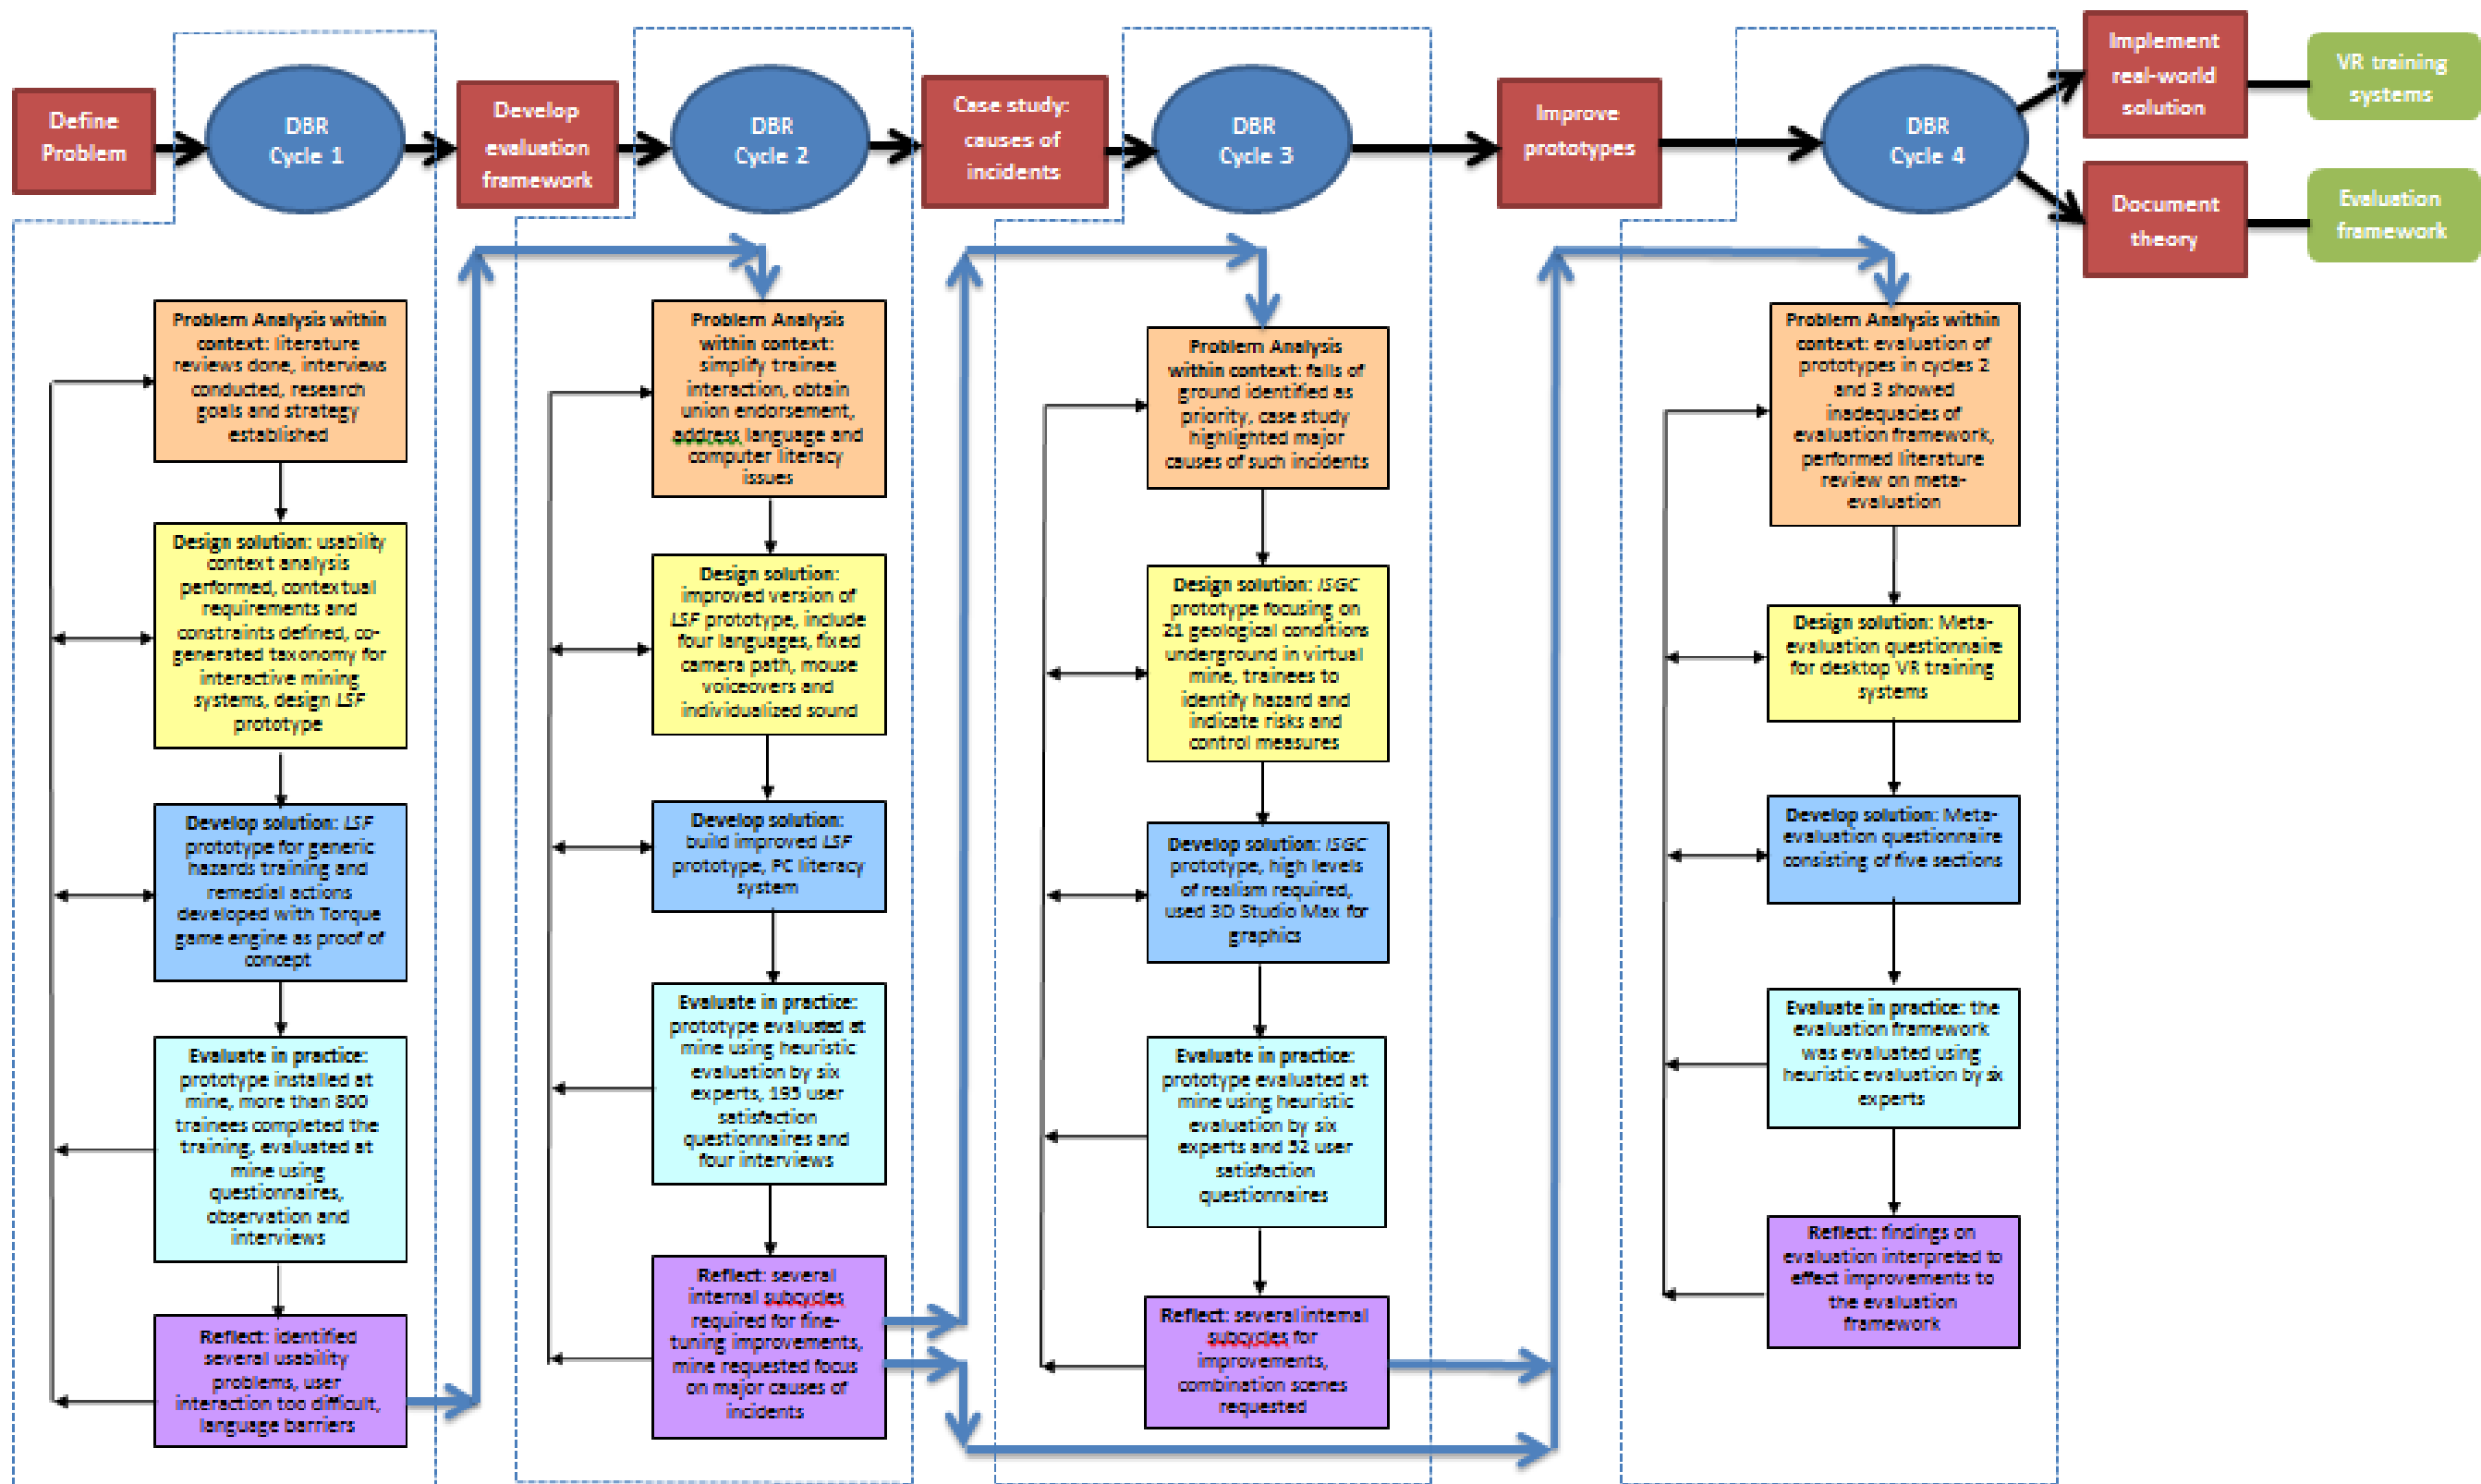 Define
Problem
DBR
Cycle 1
Develop
evaluation
framework
DBR
Cycle 2
Case study:
causes of
incidents
DBR
Cycle 3
Improve
prototypes
DBR
Cycle 4
Implement
real-world
solution
VR training
systems
Document
theory
Evaluation
framework
Problem Analysis within
context: literature
reviews done, interviews
conducted, research
goals and strategy
established
Design solution: usability
context analysis
performed, contextual
requirements and
constraints defined, co-
generated taxonomy for
interactive mining
systems, design LSF
prototype
Develop solution: LSF
prototype for generic
hazards training and
remedial actions
developed with Torque
game engine as proof of
concept
Evaluate in practice:
prototype installed at
mine, more than 800
trainees completed the
training, evaluated at
mine using
questionnaires,
observation and
interviews
Reflect: identified
several usability
problems, user
interaction too difficult,
language barriers
Problem Analysis
within context:
simplify trainee
interaction, obtain
union endorsement,
address language and
computer literacy
issues
Design solution:
improved version of
LSF prototype, include
four languages, fixed
camera path, mouse
voiceovers and
individualized sound
Develop solution:
build improved LSF
prototype, PC literacy
system
Evaluate in practice:
prototype evaluated at
mine using heuristic
evaluation by six
experts, 195 user
satisfaction
questionnaires and
four interviews
Reflect: several
internal subcycles
required for fine-
tuning improvements,
mine requested focus
on major causes of
incidents
Problem Analysis
within context: falls of
ground identified as
priority, case study
highlighted major
causes of such incidents
Design solution: ISGC
prototype focusing on
21 geological conditions
underground in virtual
mine, trainees to
identify hazard and
indicate risks and
control measures
Develop solution: ISGC
prototype, high levels
of realism required,
used 3D Studio Max for
graphics
Evaluate in practice:
prototype evaluated at
mine using heuristic
evaluation by six
experts and 52 user
satisfaction
questionnaires
Reflect: several internal
subcycles for
improvements,
combination scenes
requested
Problem Analysis within
context: evaluation of
prototypes in cycles 2
and 3 showed
inadequacies of
evaluation framework,
performed literature
review on meta-
evaluation
Design solution: Meta-
evaluation questionnaire
for desktop VR training
systems
Develop solution: Meta-
evaluation questionnaire
consisting of five sections
Evaluate in practice: the
evaluation framework
was evaluated using
heuristic evaluation by six
experts
Reflect: findings on
evaluation interpreted to
effect improvements to
the evaluation
framework